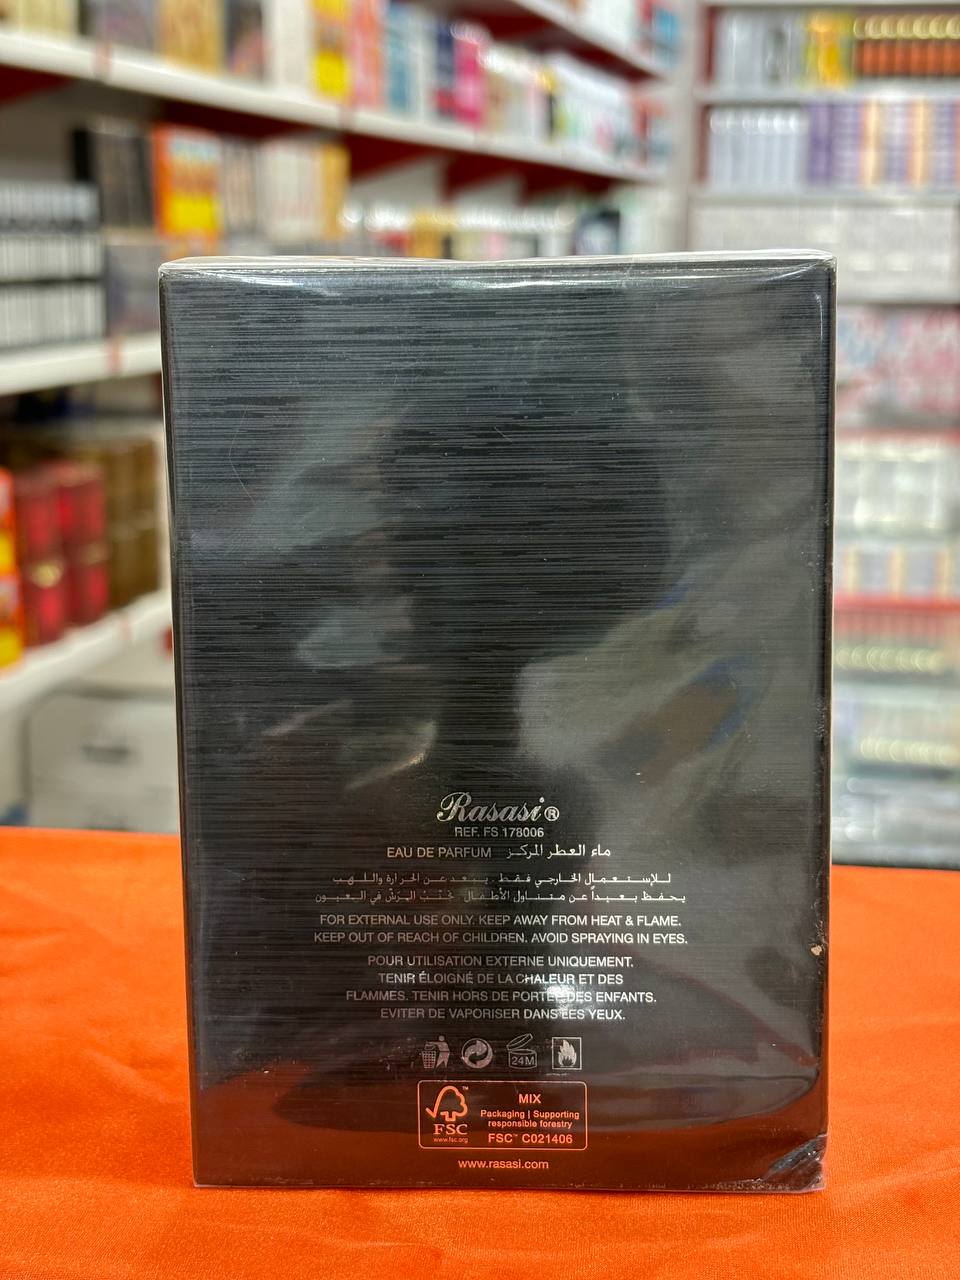 Rasasi®
REF. FS 178006
EAU DE PARFUM ماء العطر المركز
للإستعمال الخارجي فقط. يبتعد عن الحرارة واللهب
يحفظ بعيداً عن متناول الأطفال. تجنب الرش في العيون
FOR EXTERNAL USE ONLY. KEEP AWAY FROM HEAT & FLAME.
KEEP OUT OF REACH OF CHILDREN. AVOID SPRAYING IN EYES.
POUR UTILISATION EXTERNE UNIQUEMENT.
TENIR ÉLOIGNÉ DE LA CHALEUR ET DES
FLAMMES. TENIR HORS DE PORTÉE DES ENFANTS.
EVITER DE VAPORISER DANS LES YEUX.
24M
FSC™
www.fsc.org
MIX
Packaging | Supporting
responsible forestry
FSC™ C021406
www.rasasi.com